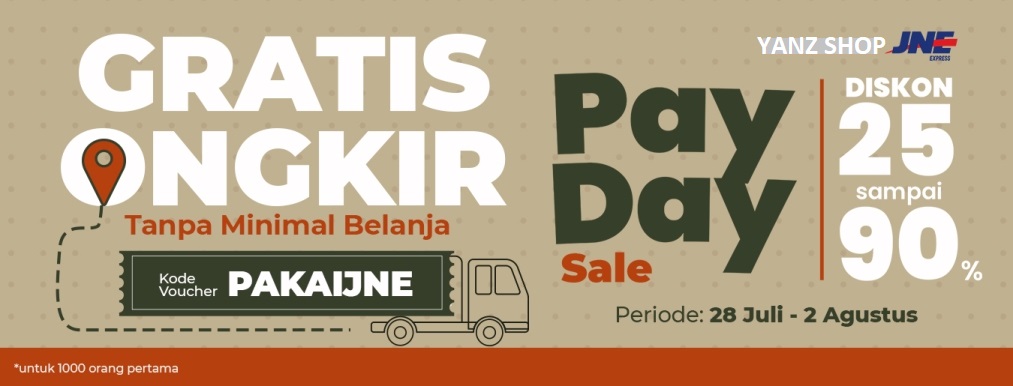 GRATIS
ONGKIR
Tanpa Minimal Belanja
Kode
Voucher
PAKAIJNE
Pay
Day
Sale
YANZ SHOP
JNE
EXPRESS
DISKON
25
sampai
90%
Periode: 28 Juli - 2 Agustus
*untuk 1000 orang pertama